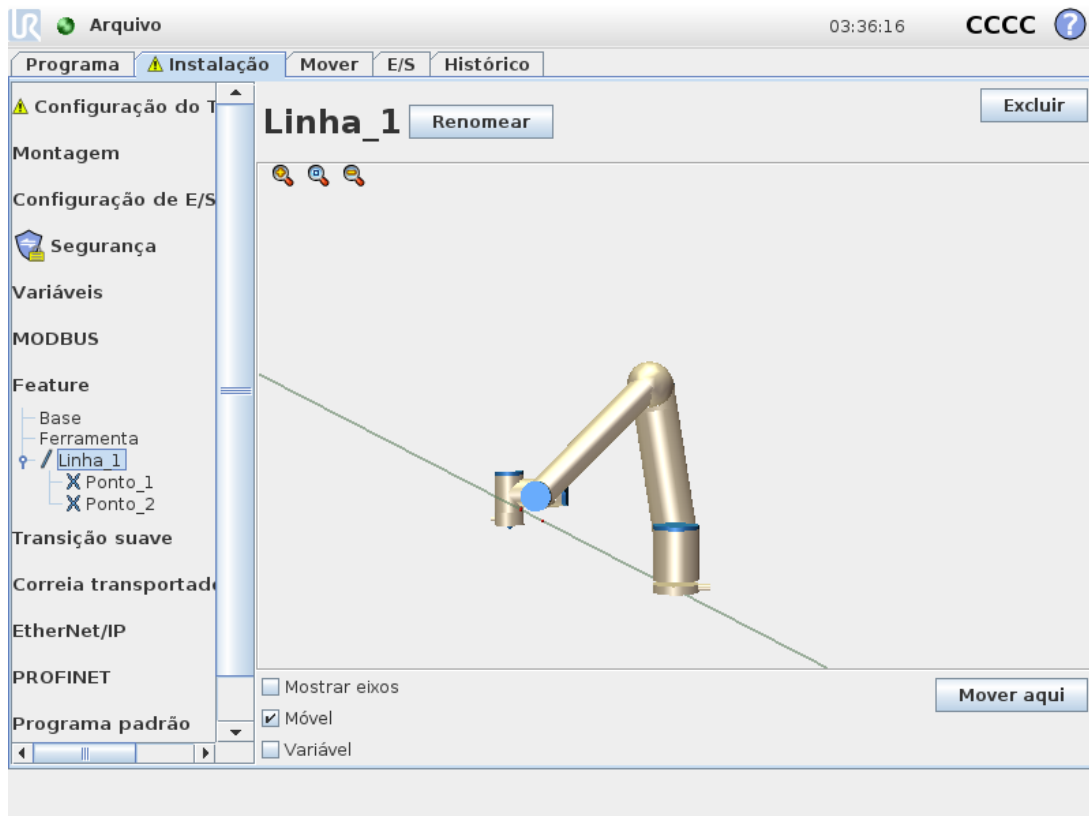 UR Arquivo 03:36:16 CCCC ?
Programa Instalação Mover E/S Histórico
Configuração do T
Montagem
Configuração de E/S
Segurança
Variáveis
MODBUS
Feature
Base
Ferramenta
Linha_1
Ponto_1
Ponto_2
Transição suave
Correia transportad
EtherNet/IP
PROFINET
Programa padrão
Linha_1 Renomear Excluir
Mostrar eixos
Móvel
Variável
Mover aqui